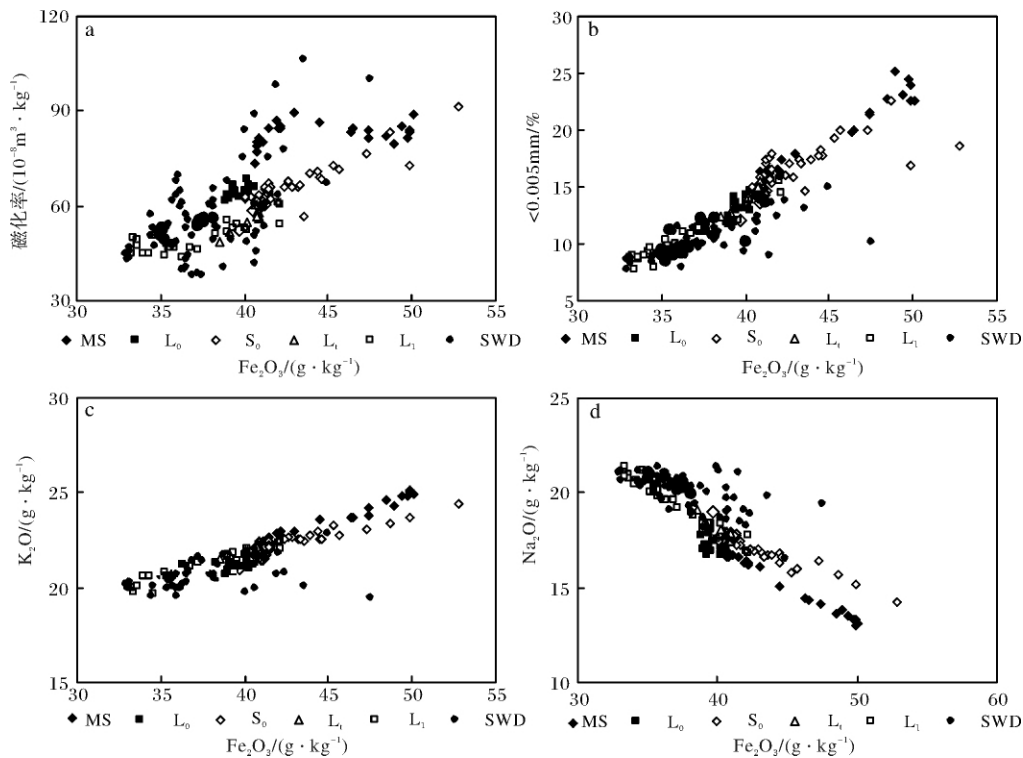 a
120
90
60
30
磁化率/(10⁻⁸m³·kg⁻¹)
30 35 40 45 50 55
MS L₀ S₀ Lₜ L₁ SWD
Fe₂O₃/(g·kg⁻¹)
b
30
25
20
15
10
5
<0.005mm/%
30 35 40 45 50 55
MS L₀ S₀ Lₜ L₁ SWD
Fe₂O₃/(g·kg⁻¹)
c
30
25
20
15
K₂O/(g·kg⁻¹)
30 35 40 45 50 55
MS L₀ S₀ Lₜ L₁ SWD
Fe₂O₃/(g·kg⁻¹)
d
25
20
15
10
Na₂O/(g·kg⁻¹)
30 40 50 60
MS L₀ S₀ Lₜ L₁ SWD
Fe₂O₃/(g·kg⁻¹)